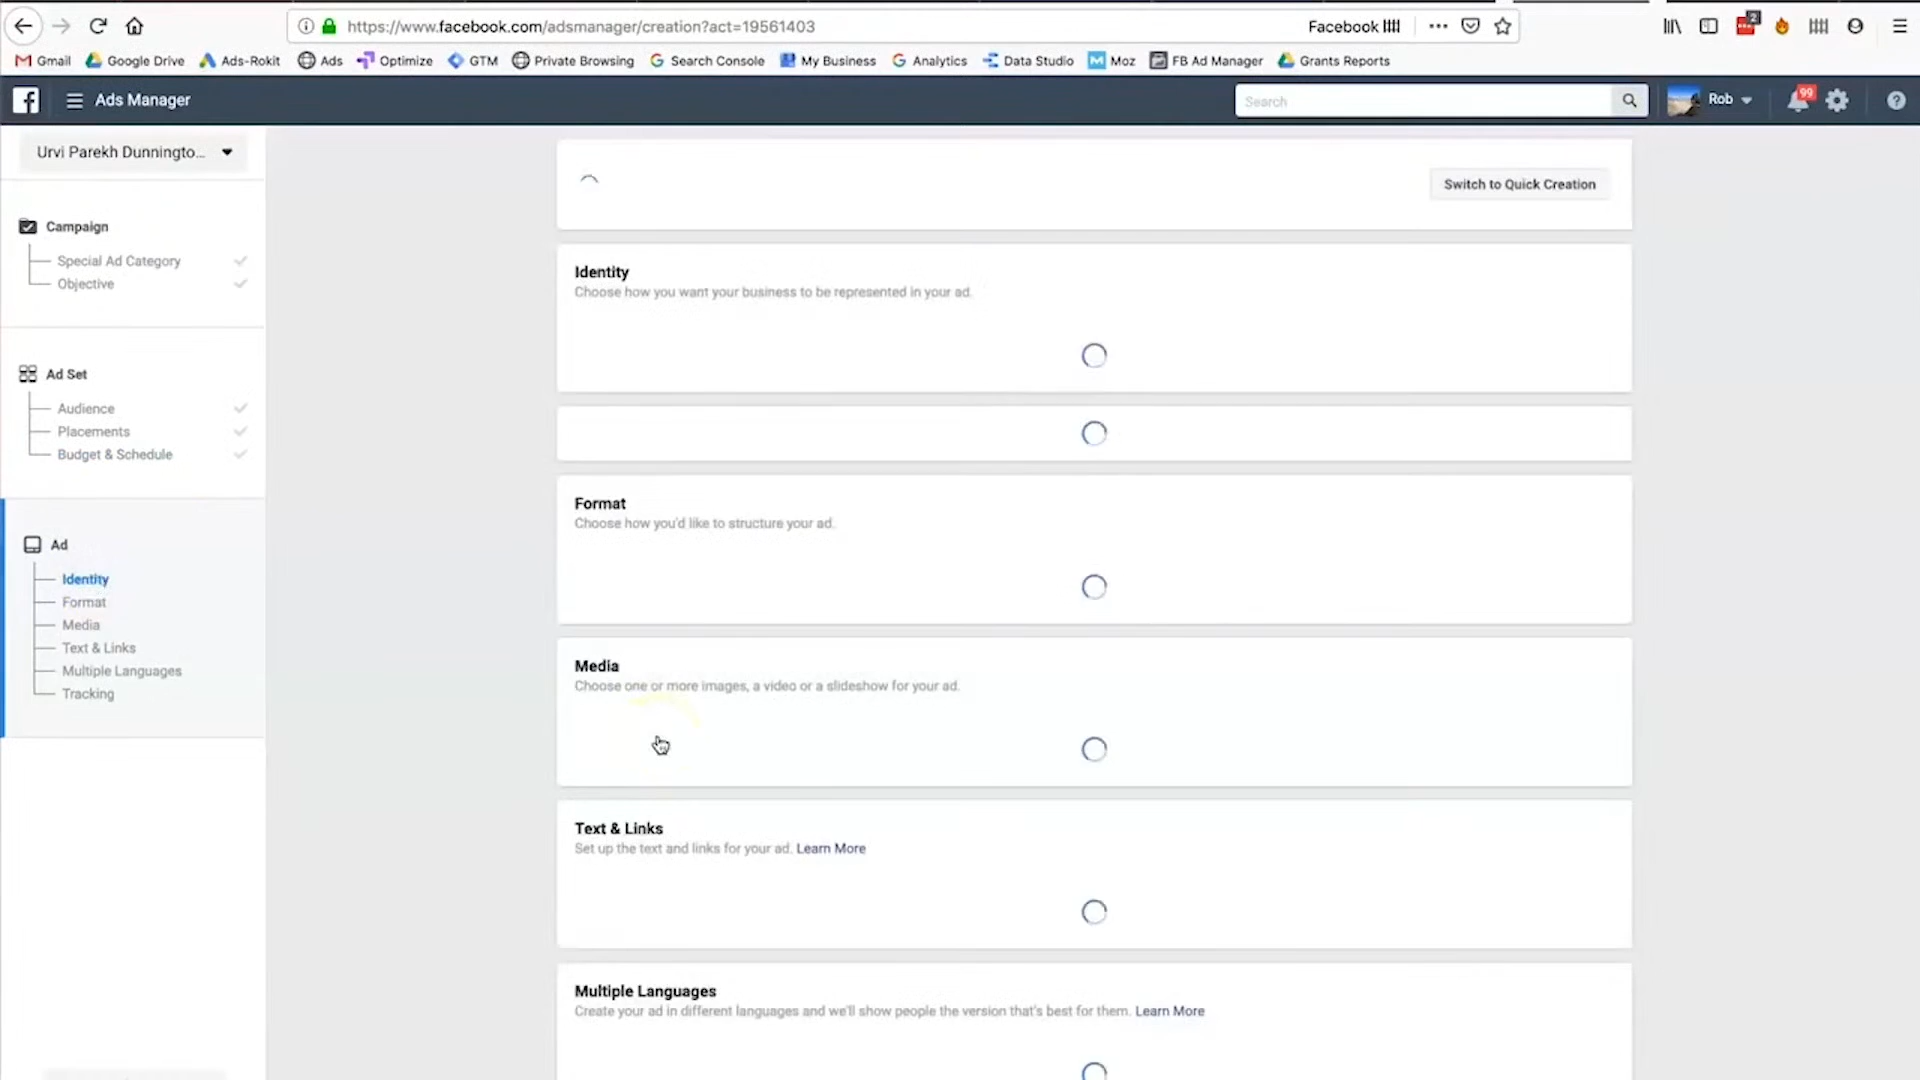 https://www.facebook.com/adsmanager/creation?act=19561403
Facebook
2
Gmail
Google Drive
Ads-Rokit
Ads
Optimize
GTM
Private Browsing
Search Console
My Business
Analytics
Data Studio
Moz
FB Ad Manager
Grants Reports
Ads Manager
Search
Rob
99
Urvi Parekh Dunningto...
Switch to Quick Creation
Campaign
Special Ad Category
Objective
Ad Set
Audience
Placements
Budget & Schedule
Ad
Identity
Format
Media
Text & Links
Multiple Languages
Tracking
Identity
Choose how you want your business to be represented in your ad.
Format
Choose how you'd like to structure your ad.
Media
Choose one or more images, a video or a slideshow for your ad.
Text & Links
Set up the text and links for your ad. Learn More
Multiple Languages
Create your ad in different languages and we'll show people the version that's best for them. Learn More